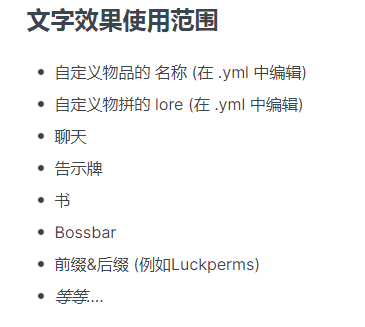 文字效果使用范围
自定义物品的 名称 (在 .yml 中编辑)
自定义物拼的 lore (在 .yml 中编辑)
聊天
告示牌
书
Bossbar
前缀&后缀 (例如Luckperms)
等等....